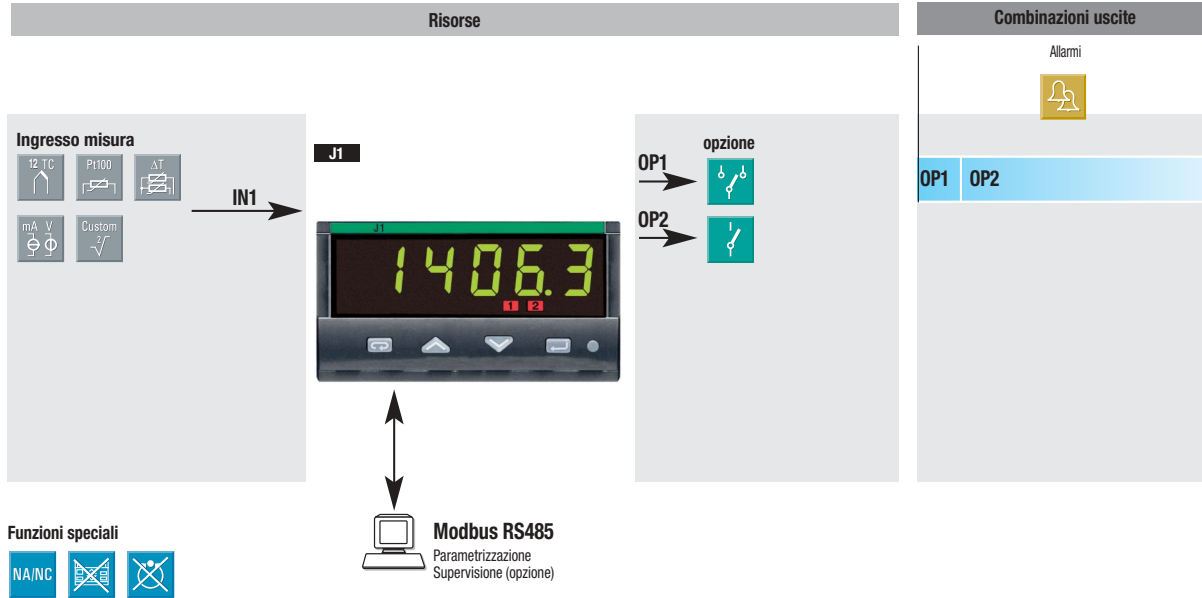 Risorse
Combinazioni uscite
Allarmi
Ingresso misura
12 TC
Pt100
ΔT
mA V
Custom
2
IN1
J1
J1
1406.3
1 2
OP1
opzione
OP2
OP1 OP2
Modbus RS485
Parametrizzazione
Supervisione (opzione)
Funzioni speciali
NA/NC